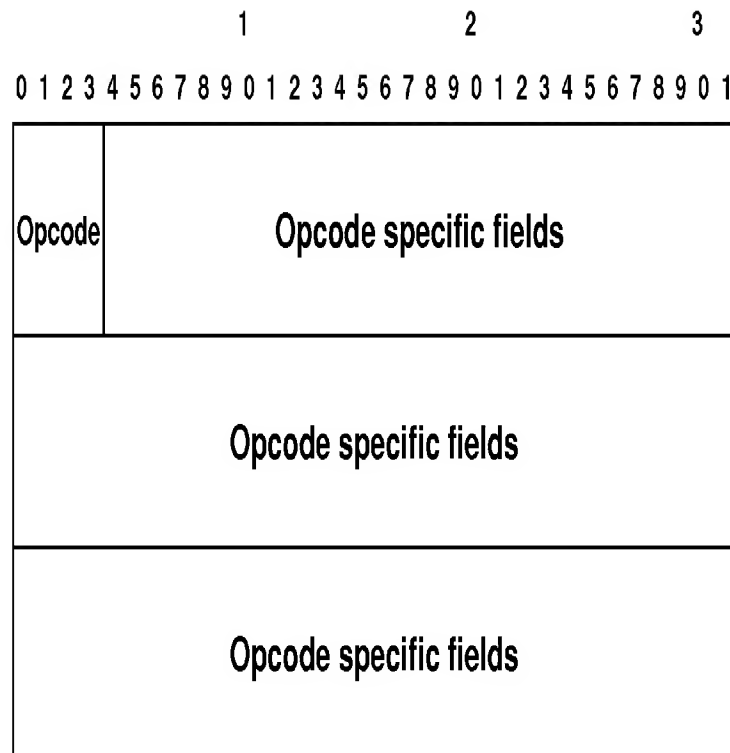 1 2 3
0 1 2 3 4 5 6 7 8 9 0 1 2 3 4 5 6 7 8 9 0 1 2 3 4 5 6 7 8 9 0 1
Opcode Opcode specific fields
Opcode specific fields
Opcode specific fields